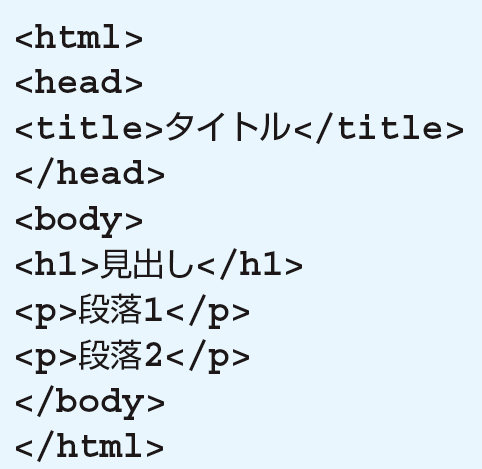 <html>
<head>
<title>タイトル</title>
</head>
<body>
<h1>見出し</h1>
<p>段落1</p>
<p>段落2</p>
</body>
</html>